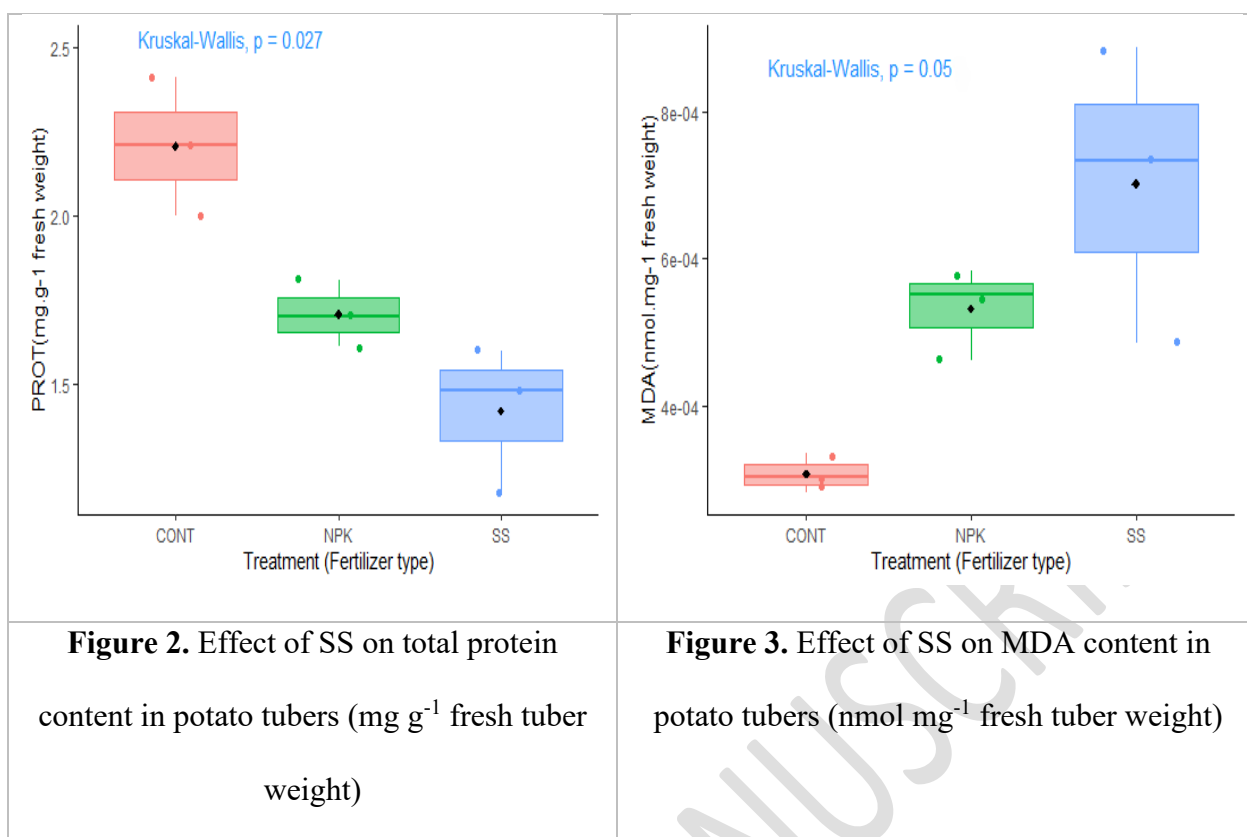 Kruskal-Wallis, p = 0.027
PROT(mg.g-1 fresh weight)
2.5
2.0
1.5
CONT NPK SS
Treatment (Fertilizer type)
Kruskal-Wallis, p = 0.05
MDA(nmol.mg-1 fresh weight)
8e-04
6e-04
4e-04
CONT NPK SS
Treatment (Fertilizer type)
Figure 2. Effect of SS on total protein
content in potato tubers (mg g-1 fresh tuber
weight)
Figure 3. Effect of SS on MDA content in
potato tubers (nmol mg-1 fresh tuber weight)